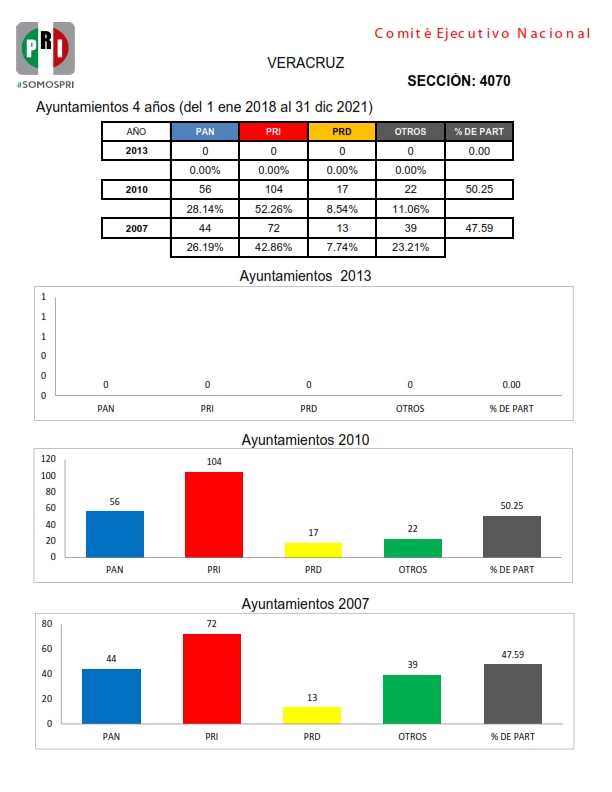 PRI
#SOMOSPRI
Comité Ejecutivo Nacional
VERACRUZ
SECCIÓN: 4070
Ayuntamientos 4 años (del 1 ene 2018 al 31 dic 2021)
AÑO PAN PRI PRD OTROS % DE PART
2013 0 0 0 0 0.00
0.00% 0.00% 0.00% 0.00%
2010 56 104 17 22 50.25
28.14% 52.26% 8.54% 11.06%
2007 44 72 13 39 47.59
26.19% 42.86% 7.74% 23.21%
Ayuntamientos 2013
1
1
1
0
0
0
0 0 0 0 0.00
PAN PRI PRD OTROS % DE PART
Ayuntamientos 2010
120
100
80
60
40
20
0
56 104 17 22 50.25
PAN PRI PRD OTROS % DE PART
Ayuntamientos 2007
80
60
40
20
0
44 72 13 39 47.59
PAN PRI PRD OTROS % DE PART